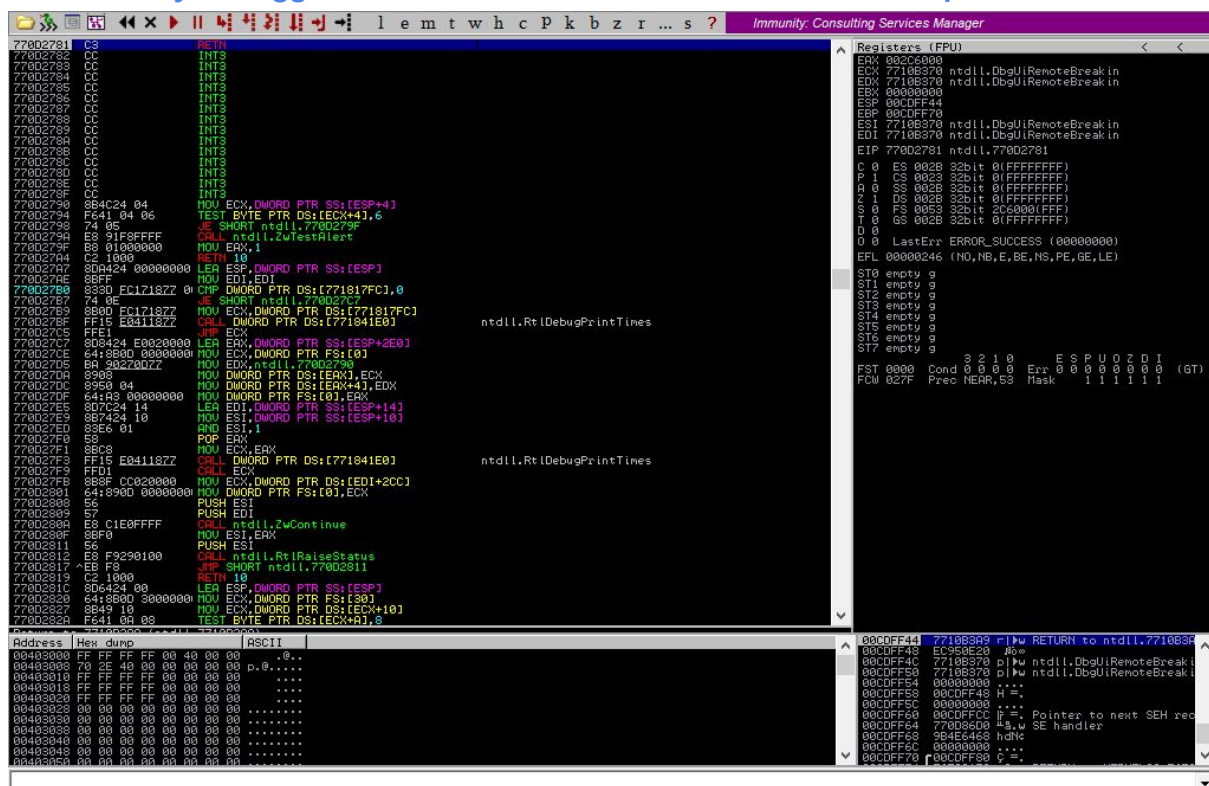 l e m t w h c P k b z r ... s ? Immunity: Consulting Services Manager
770D2781 C3 RETN
770D2782 CC INT3
770D2783 CC INT3
770D2784 CC INT3
770D2785 CC INT3
770D2786 CC INT3
770D2787 CC INT3
770D2788 CC INT3
770D2789 CC INT3
770D278A CC INT3
770D278B CC INT3
770D278C CC INT3
770D278D CC INT3
770D278E CC INT3
770D278F CC INT3
770D2790 8B4C24 04 MOV ECX,DWORD PTR SS:[ESP+4]
770D2794 F641 04 06 TEST BYTE PTR DS:[ECX+4],6
770D2798 74 05 JE SHORT ntdll.770D279F
770D279A E8 91F8FFFF CALL ntdll.ZwTestAlert
770D279F B8 01000000 MOV EAX,1
770D27A4 C2 1000 RETN 10
770D27A7 8DA424 00000000 LEA ESP,DWORD PTR SS:[ESP]
770D27AE 8BFF MOV EDI,EDI
770D27B0 833D FC171877 0 CMP DWORD PTR DS:[771817FC],0
770D27B7 74 0E JE SHORT ntdll.770D27C7
770D27B9 8B0D FC171877 MOV ECX,DWORD PTR DS:[771817FC]
770D27BF FF15 E0411877 CALL DWORD PTR DS:[771841E0] ntdll.RtlDebugPrintTimes
770D27C5 FFE1 JMP ECX
770D27C7 8D8424 E0020000 LEA EAX,DWORD PTR SS:[ESP+2E0]
770D27CE 64:8B0D 0000000 MOV ECX,DWORD PTR FS:[0]
770D27D5 BA 90270D77 MOV EDX,ntdll.770D2790
770D27DA 8908 MOV DWORD PTR DS:[EAX],ECX
770D27DC 8950 04 MOV DWORD PTR DS:[EAX+4],EDX
770D27DF 64:A3 00000000 MOV DWORD PTR FS:[0],EAX
770D27E5 8D7C24 14 LEA EDI,DWORD PTR SS:[ESP+14]
770D27E9 8B7424 10 MOV ESI,DWORD PTR SS:[ESP+10]
770D27ED 83E6 01 AND ESI,1
770D27F0 58 POP EAX
770D27F1 8BC8 MOV ECX,EAX
770D27F3 FF15 E0411877 CALL DWORD PTR DS:[771841E0] ntdll.RtlDebugPrintTimes
770D27F9 FFD1 CALL ECX
770D27FB 8B8F CC020000 MOV ECX,DWORD PTR DS:[EDI+2CC]
770D2801 64:890D 0000000 MOV DWORD PTR FS:[0],ECX
770D2808 56 PUSH ESI
770D2809 57 PUSH EDI
770D280A E8 C1E0FFFF CALL ntdll.ZwContinue
770D280F 8BF0 MOV ESI,EAX
770D2811 56 PUSH ESI
770D2812 E8 F9290100 CALL ntdll.RtlRaiseStatus
770D2817 ^EB F8 JMP SHORT ntdll.770D2811
770D2819 C2 1000 RETN 10
770D281C 8D6424 00 LEA ESP,DWORD PTR SS:[ESP]
770D2820 64:8B0D 3000000 MOV ECX,DWORD PTR FS:[30]
770D2827 8B49 10 MOV ECX,DWORD PTR DS:[ECX+10]
770D282A F641 0A 08 TEST BYTE PTR DS:[ECX+A],8
Registers (FPU) < <
EAX 002C6000
ECX 7710B370 ntdll.DbgUiRemoteBreakin
EDX 7710B370 ntdll.DbgUiRemoteBreakin
EBX 00000000
ESP 00CDFF44
EBP 00CDFF70
ESI 7710B370 ntdll.DbgUiRemoteBreakin
EDI 7710B370 ntdll.DbgUiRemoteBreakin
EIP 770D2781 ntdll.770D2781
C 0 ES 002B 32bit 0(FFFFFFFF)
P 1 CS 0023 32bit 0(FFFFFFFF)
A 0 SS 002B 32bit 0(FFFFFFFF)
Z 1 DS 002B 32bit 0(FFFFFFFF)
S 0 FS 0053 32bit 2C6000(FFF)
T 0 GS 002B 32bit 0(FFFFFFFF)
D 0
O 0 LastErr ERROR_SUCCESS (00000000)
EFL 00000246 (NO,NB,E,BE,NS,PE,GE,LE)
ST0 empty g
ST1 empty g
ST2 empty g
ST3 empty g
ST4 empty g
ST5 empty g
ST6 empty g
ST7 empty g
3 2 1 0 E S P U O Z D I
FST 0000 Cond 0 0 0 0 Err 0 0 0 0 0 0 0 0 (GT)
FCW 027F Prec NEAR,53 Mask 1 1 1 1 1 1
Address Hex dump ASCII
00403000 FF FF FF FF 00 40 00 00 .@..
00403008 70 2E 40 00 00 00 00 00 p.@.....
00403010 FF FF FF FF 00 00 00 00 ....
00403018 FF FF FF FF 00 00 00 00 ....
00403020 FF FF FF FF 00 00 00 00 ....
00403028 00 00 00 00 00 00 00 00 ........
00403030 00 00 00 00 00 00 00 00 ........
00403038 00 00 00 00 00 00 00 00 ........
00403040 00 00 00 00 00 00 00 00 ........
00403048 00 00 00 00 00 00 00 00 ........
00403050 00 00 00 00 00 00 00 00 ........
00CDFF44 7710B3A9 RETURN to ntdll.7710B3A
00CDFF48 EC950E20
00CDFF4C 7710B370 ntdll.DbgUiRemoteBreaki
00CDFF50 7710B370 ntdll.DbgUiRemoteBreaki
00CDFF54 00000000 ....
00CDFF58 00CDFF48 H =.
00CDFF5C 00000000 ....
00CDFF60 00CDFFCC Pointer to next SEH rec
00CDFF64 770D86D0 SE handler
00CDFF68 9B4E6468
00CDFF6C 00000000 ....
00CDFF70 00CDFF80